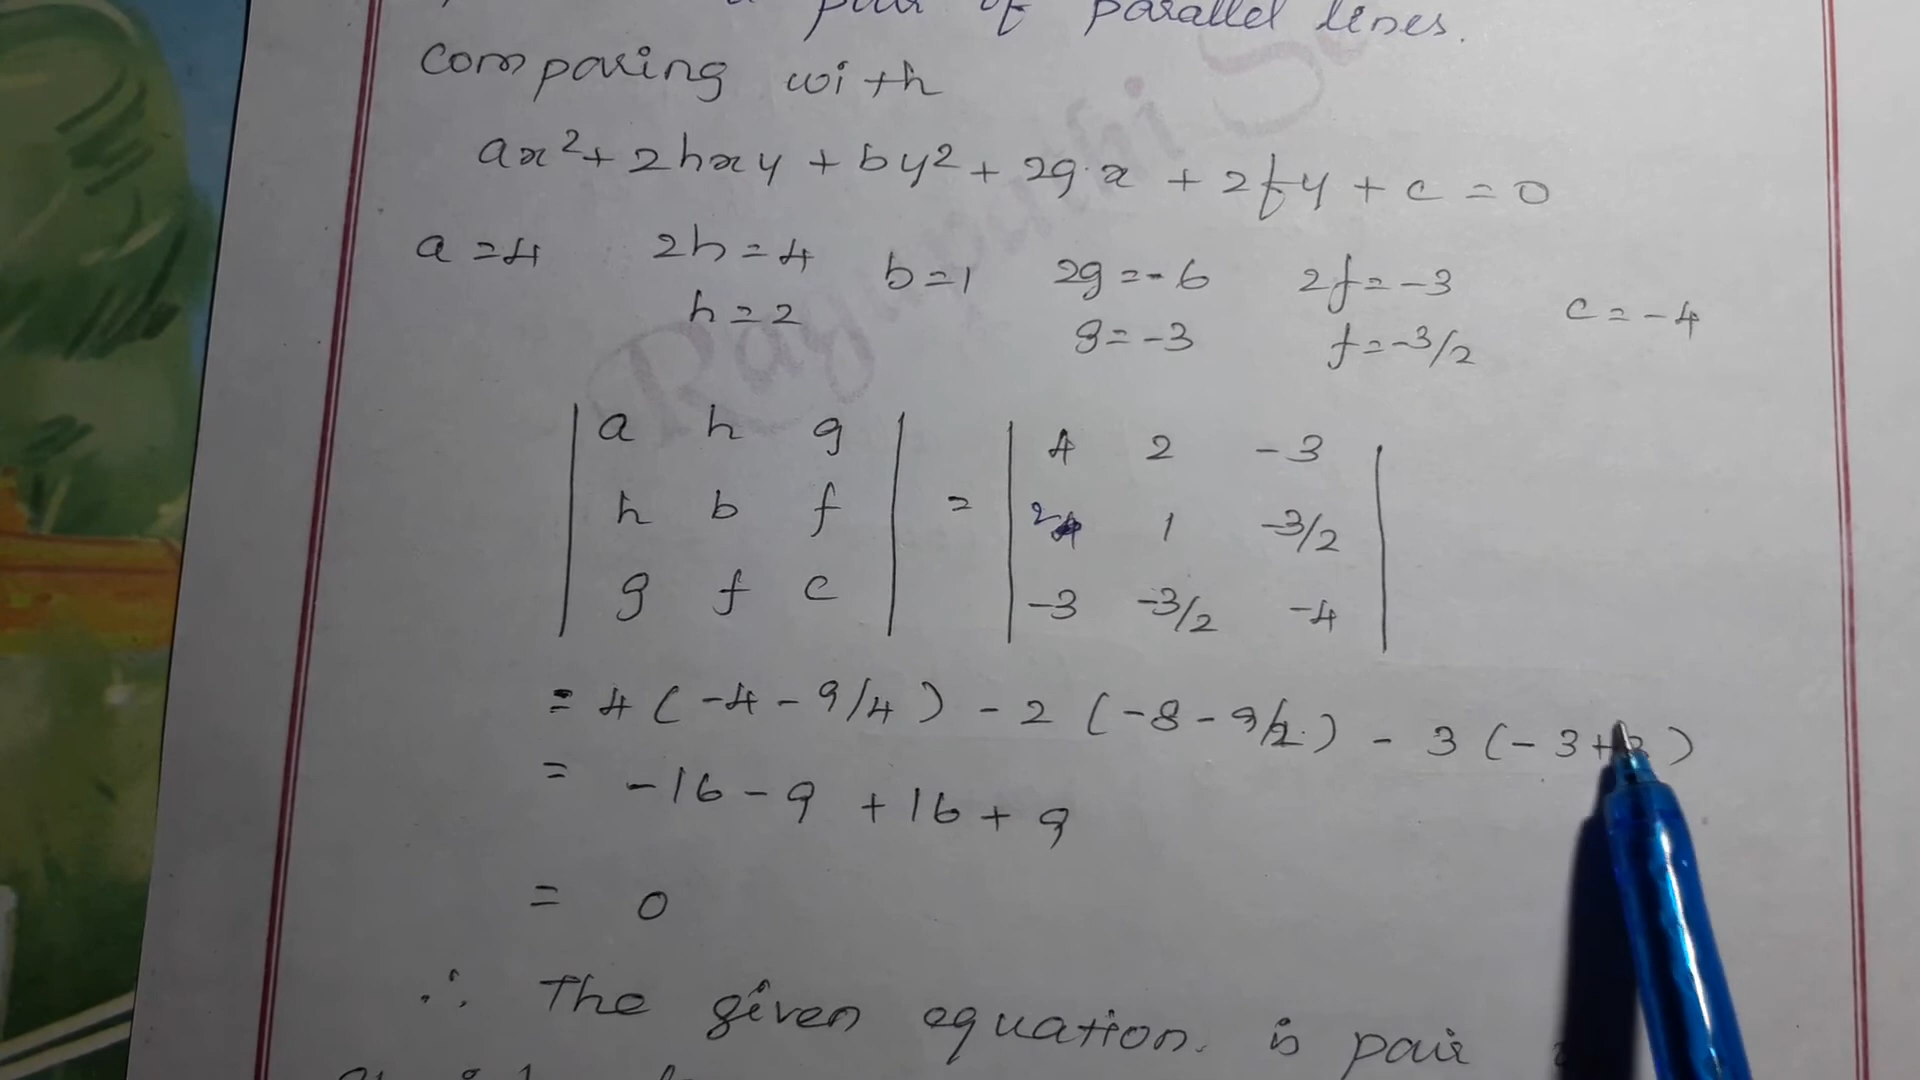 a pair of parallel lines.
comparing with
ax²+ 2hxy + by² + 2g x + 2fy + c = 0
a = 4 2h = 4 b = 1 2g = -6 2f = -3 c = -4
h = 2 g = -3 f = -3/2
| a h g | = | 4 2 -3 |
| h b f | | 2 1 -3/2 |
| g f c | | -3 -3/2 -4 |
= 4 ( -4 - 9/4 ) - 2 ( -8 - 9/2 ) - 3 ( - 3 + )
= -16 - 9 + 16 + 9
= 0
∴ The given equation. is pair